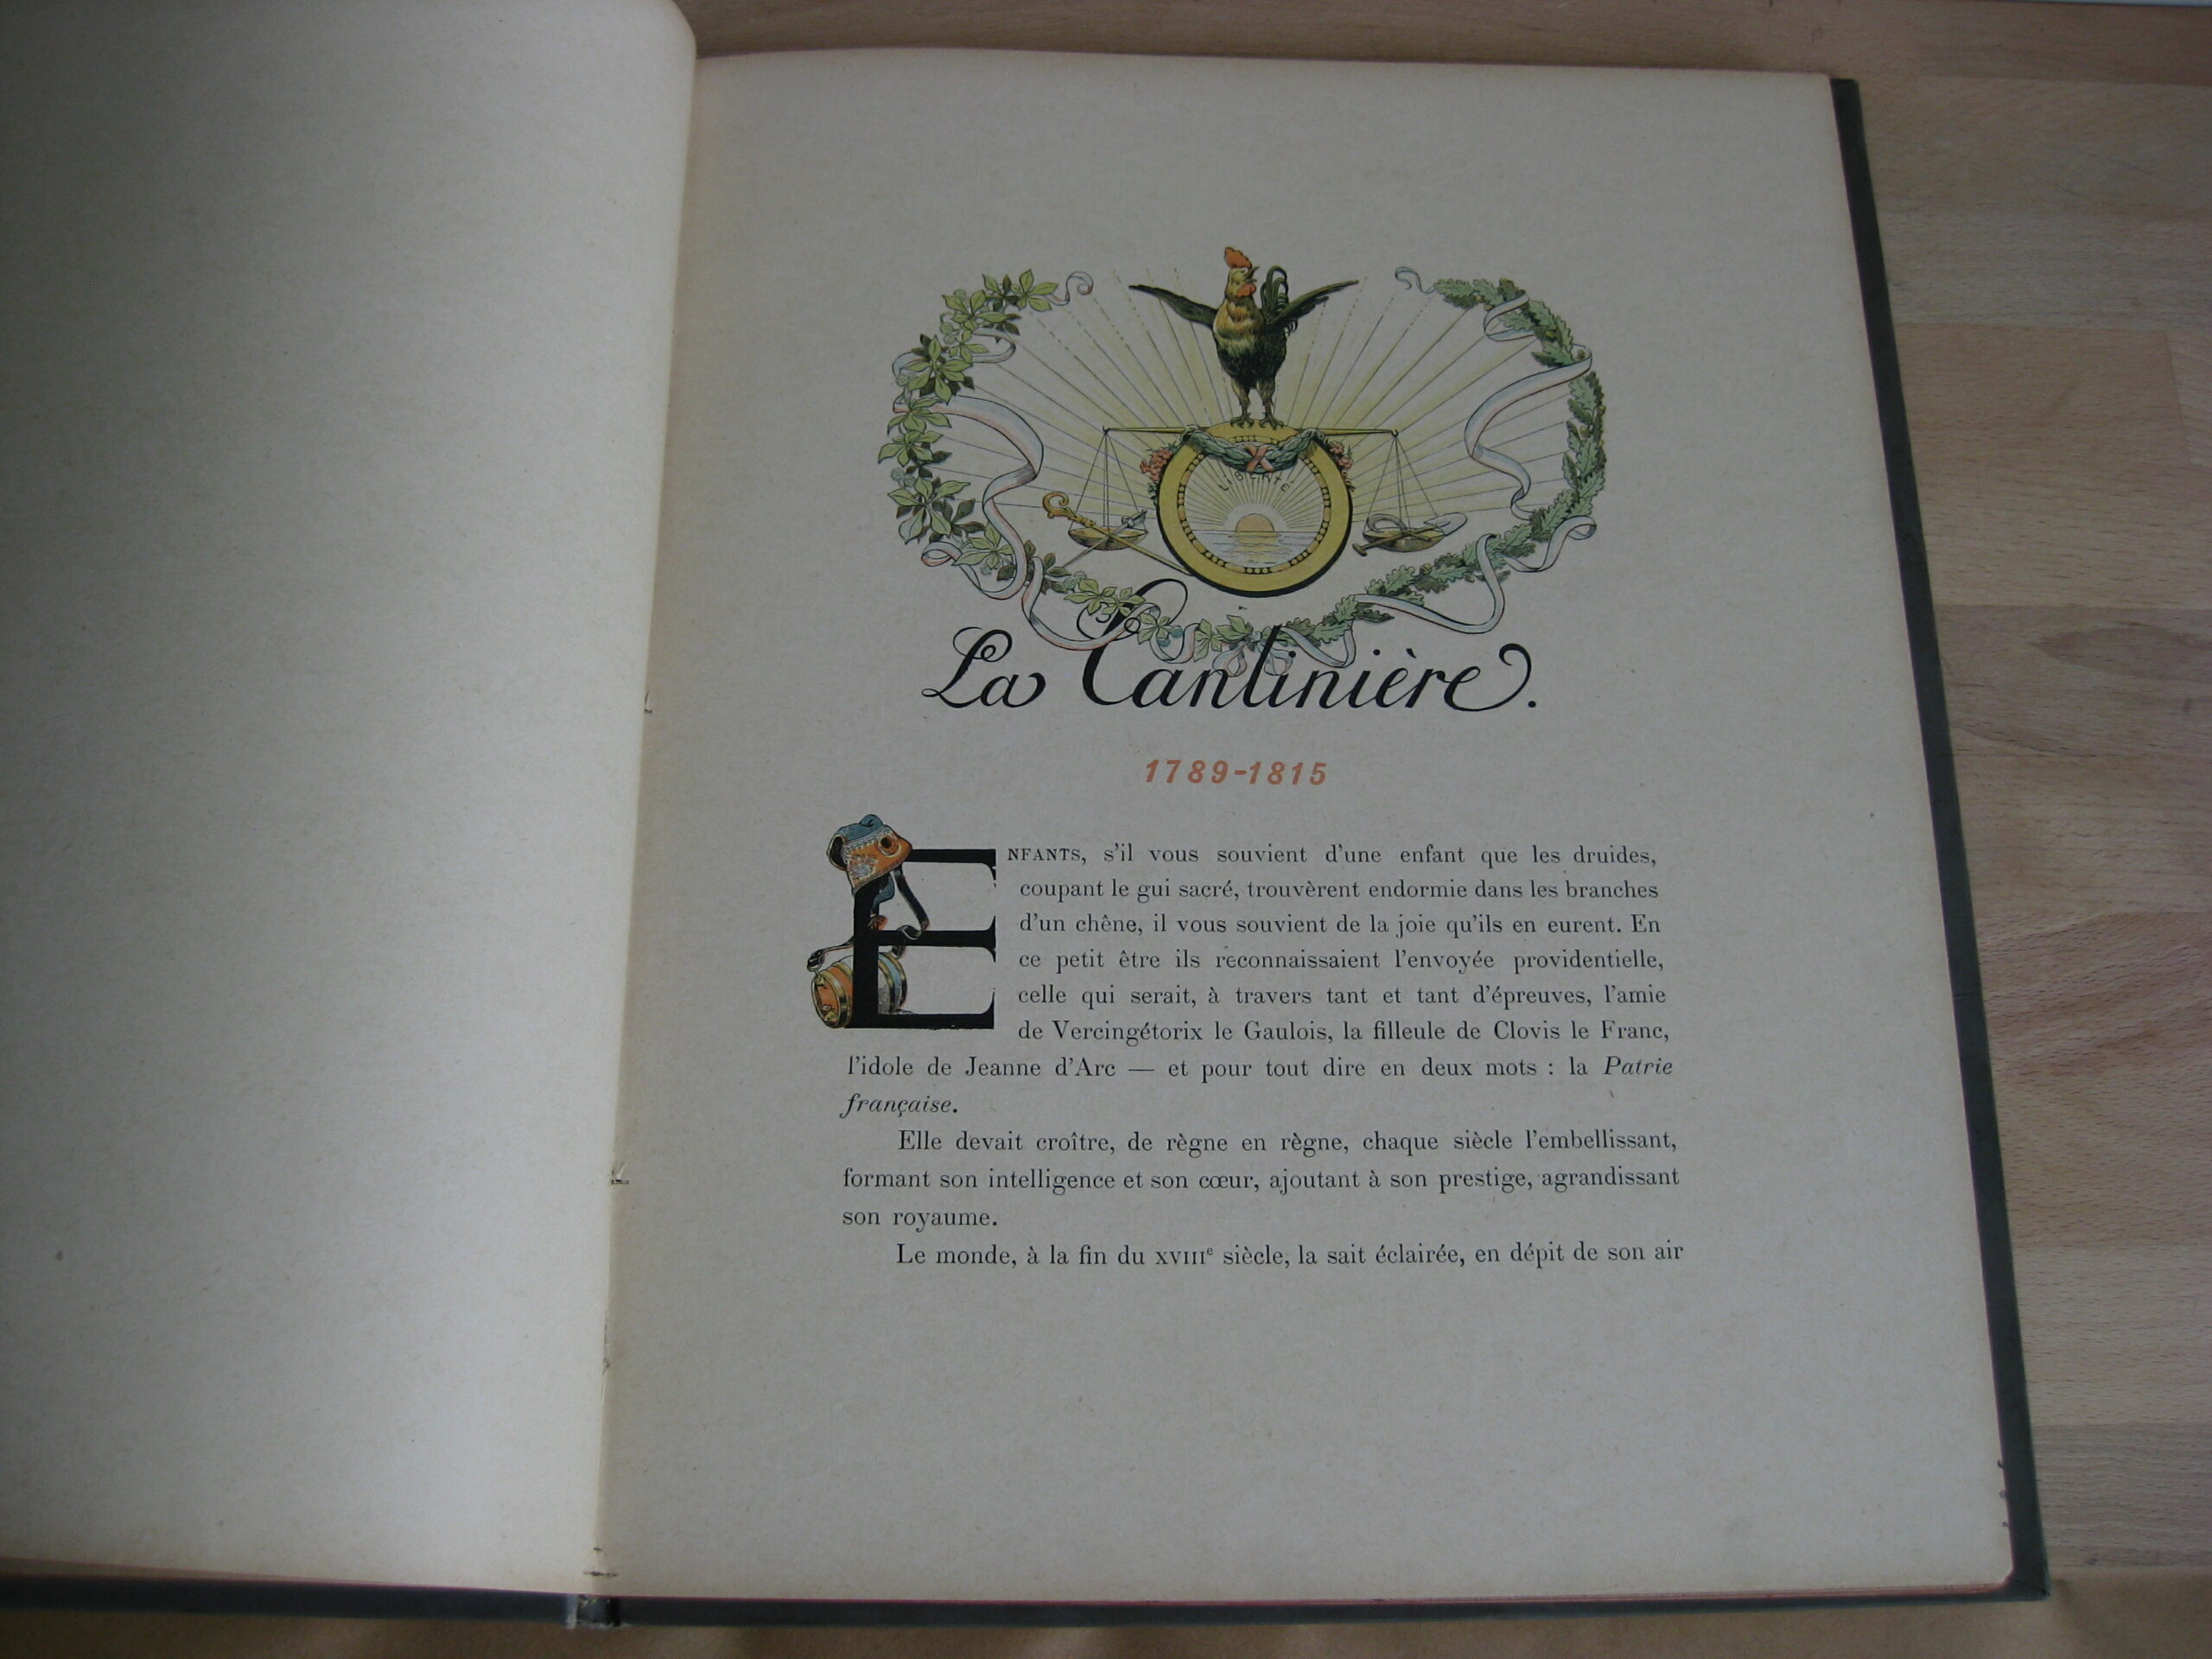 LIBERTÉ
La Cantinière.
1789-1815
ENFANTS, s'il vous souvient d'une enfant que les druides,
coupant le gui sacré, trouvèrent endormie dans les branches
d'un chêne, il vous souvient de la joie qu'ils en eurent. En
ce petit être ils reconnaissaient l'envoyée providentielle,
celle qui serait, à travers tant et tant d'épreuves, l'amie
de Vercingétorix le Gaulois, la filleule de Clovis le Franc,
l'idole de Jeanne d'Arc — et pour tout dire en deux mots : la Patrie
française.
Elle devait croître, de règne en règne, chaque siècle l'embellissant,
formant son intelligence et son cœur, ajoutant à son prestige, agrandissant
son royaume.
Le monde, à la fin du XVIIIe siècle, la sait éclairée, en dépit de son air